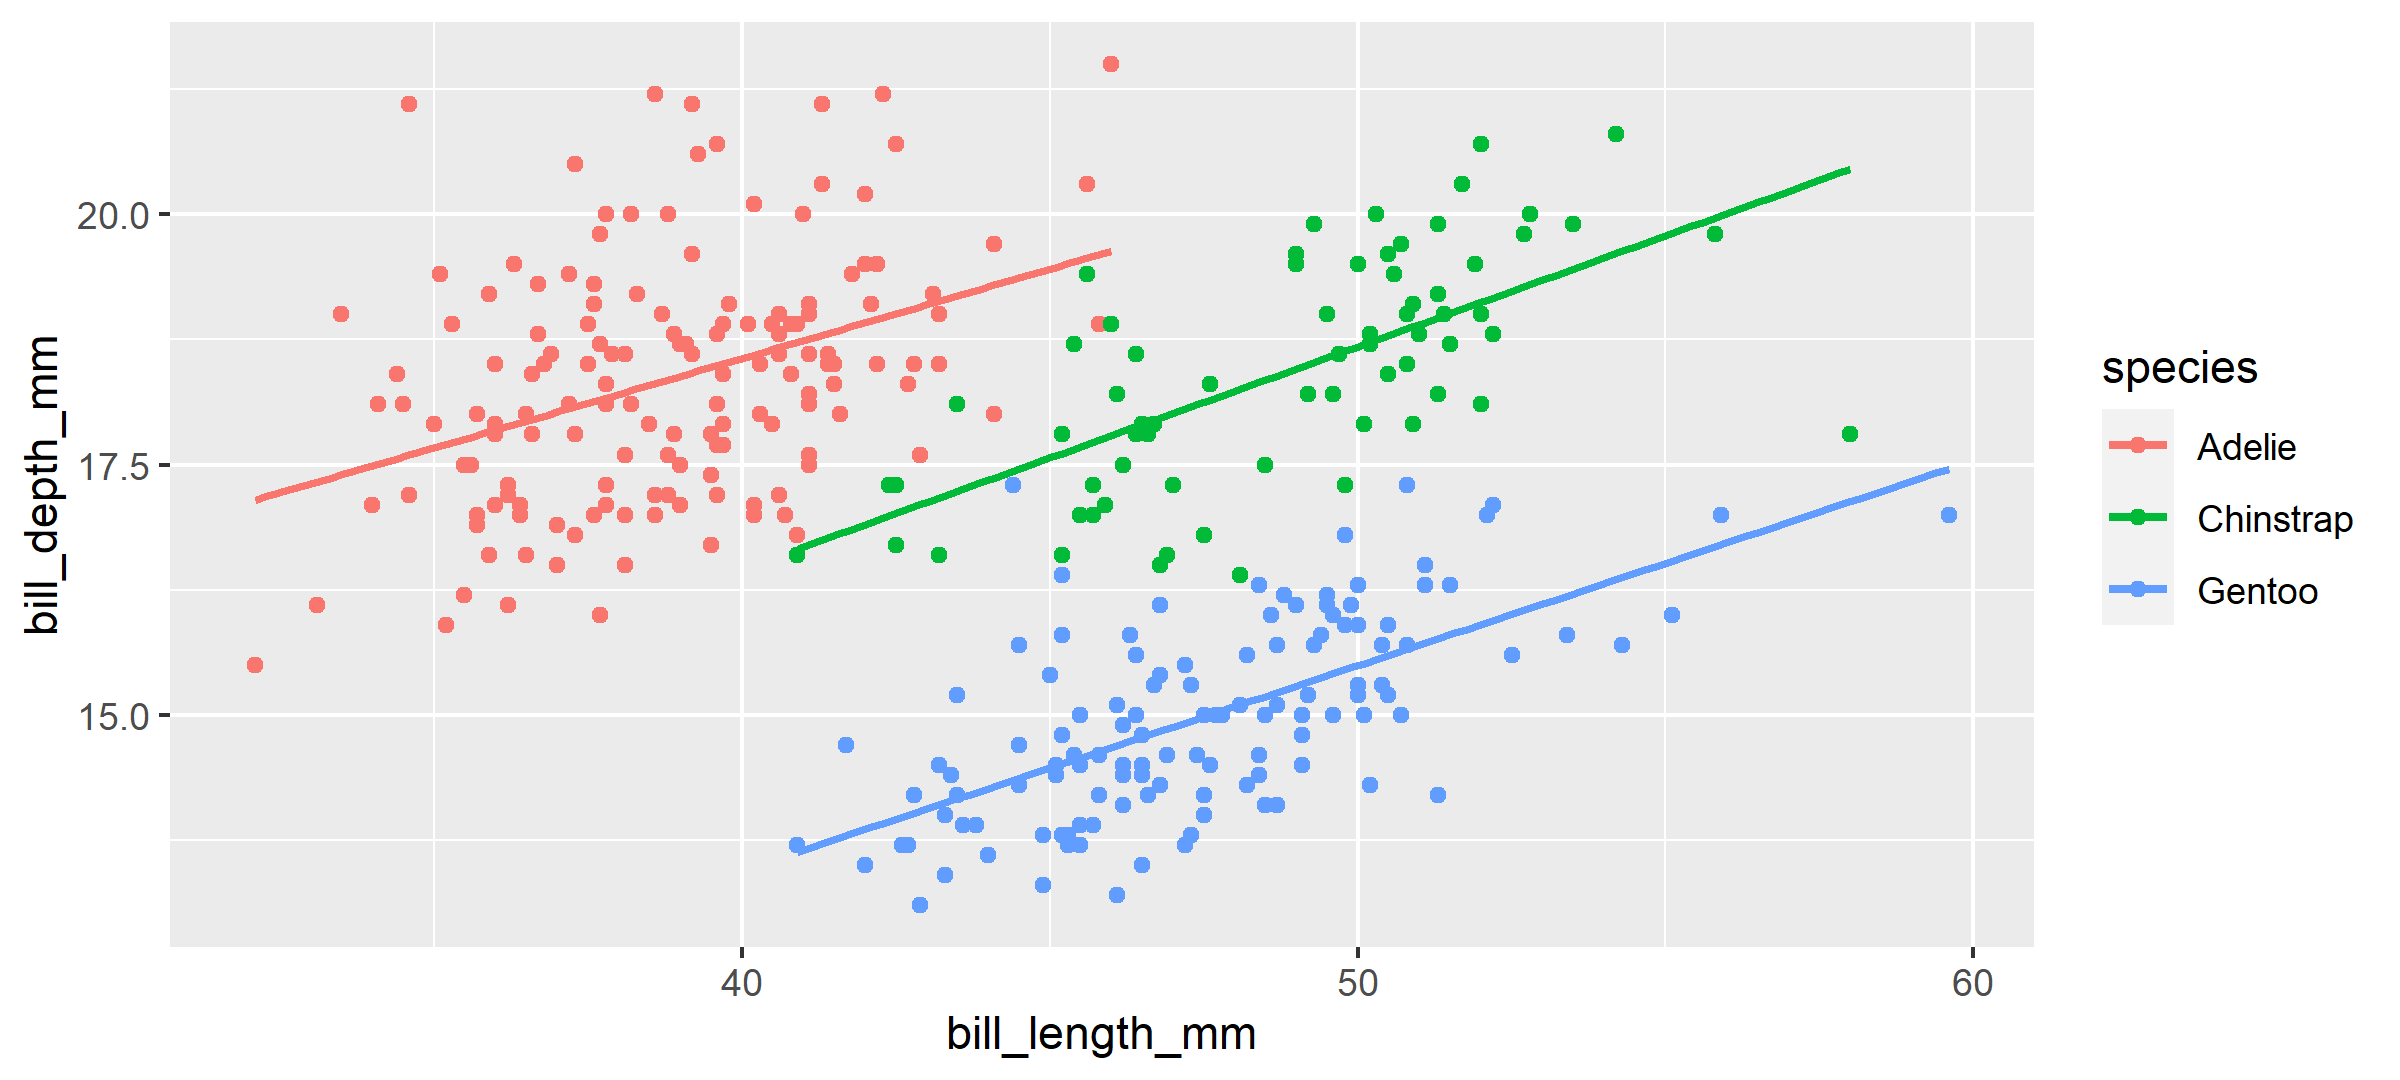 20.0
17.5
15.0
bill_depth_mm
40
50
60
bill_length_mm
species
Adelie
Chinstrap
Gentoo